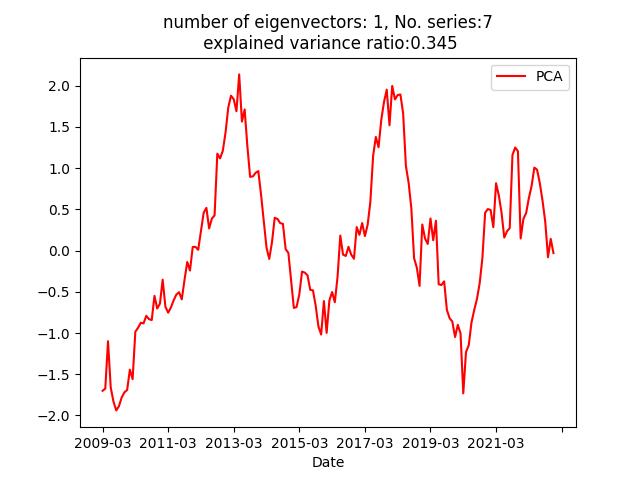 number of eigenvectors: 1, No. series:7
explained variance ratio:0.345
PCA
2.0
1.5
1.0
0.5
0.0
−0.5
−1.0
−1.5
−2.0
2009-03 2011-03 2013-03 2015-03 2017-03 2019-03 2021-03
Date